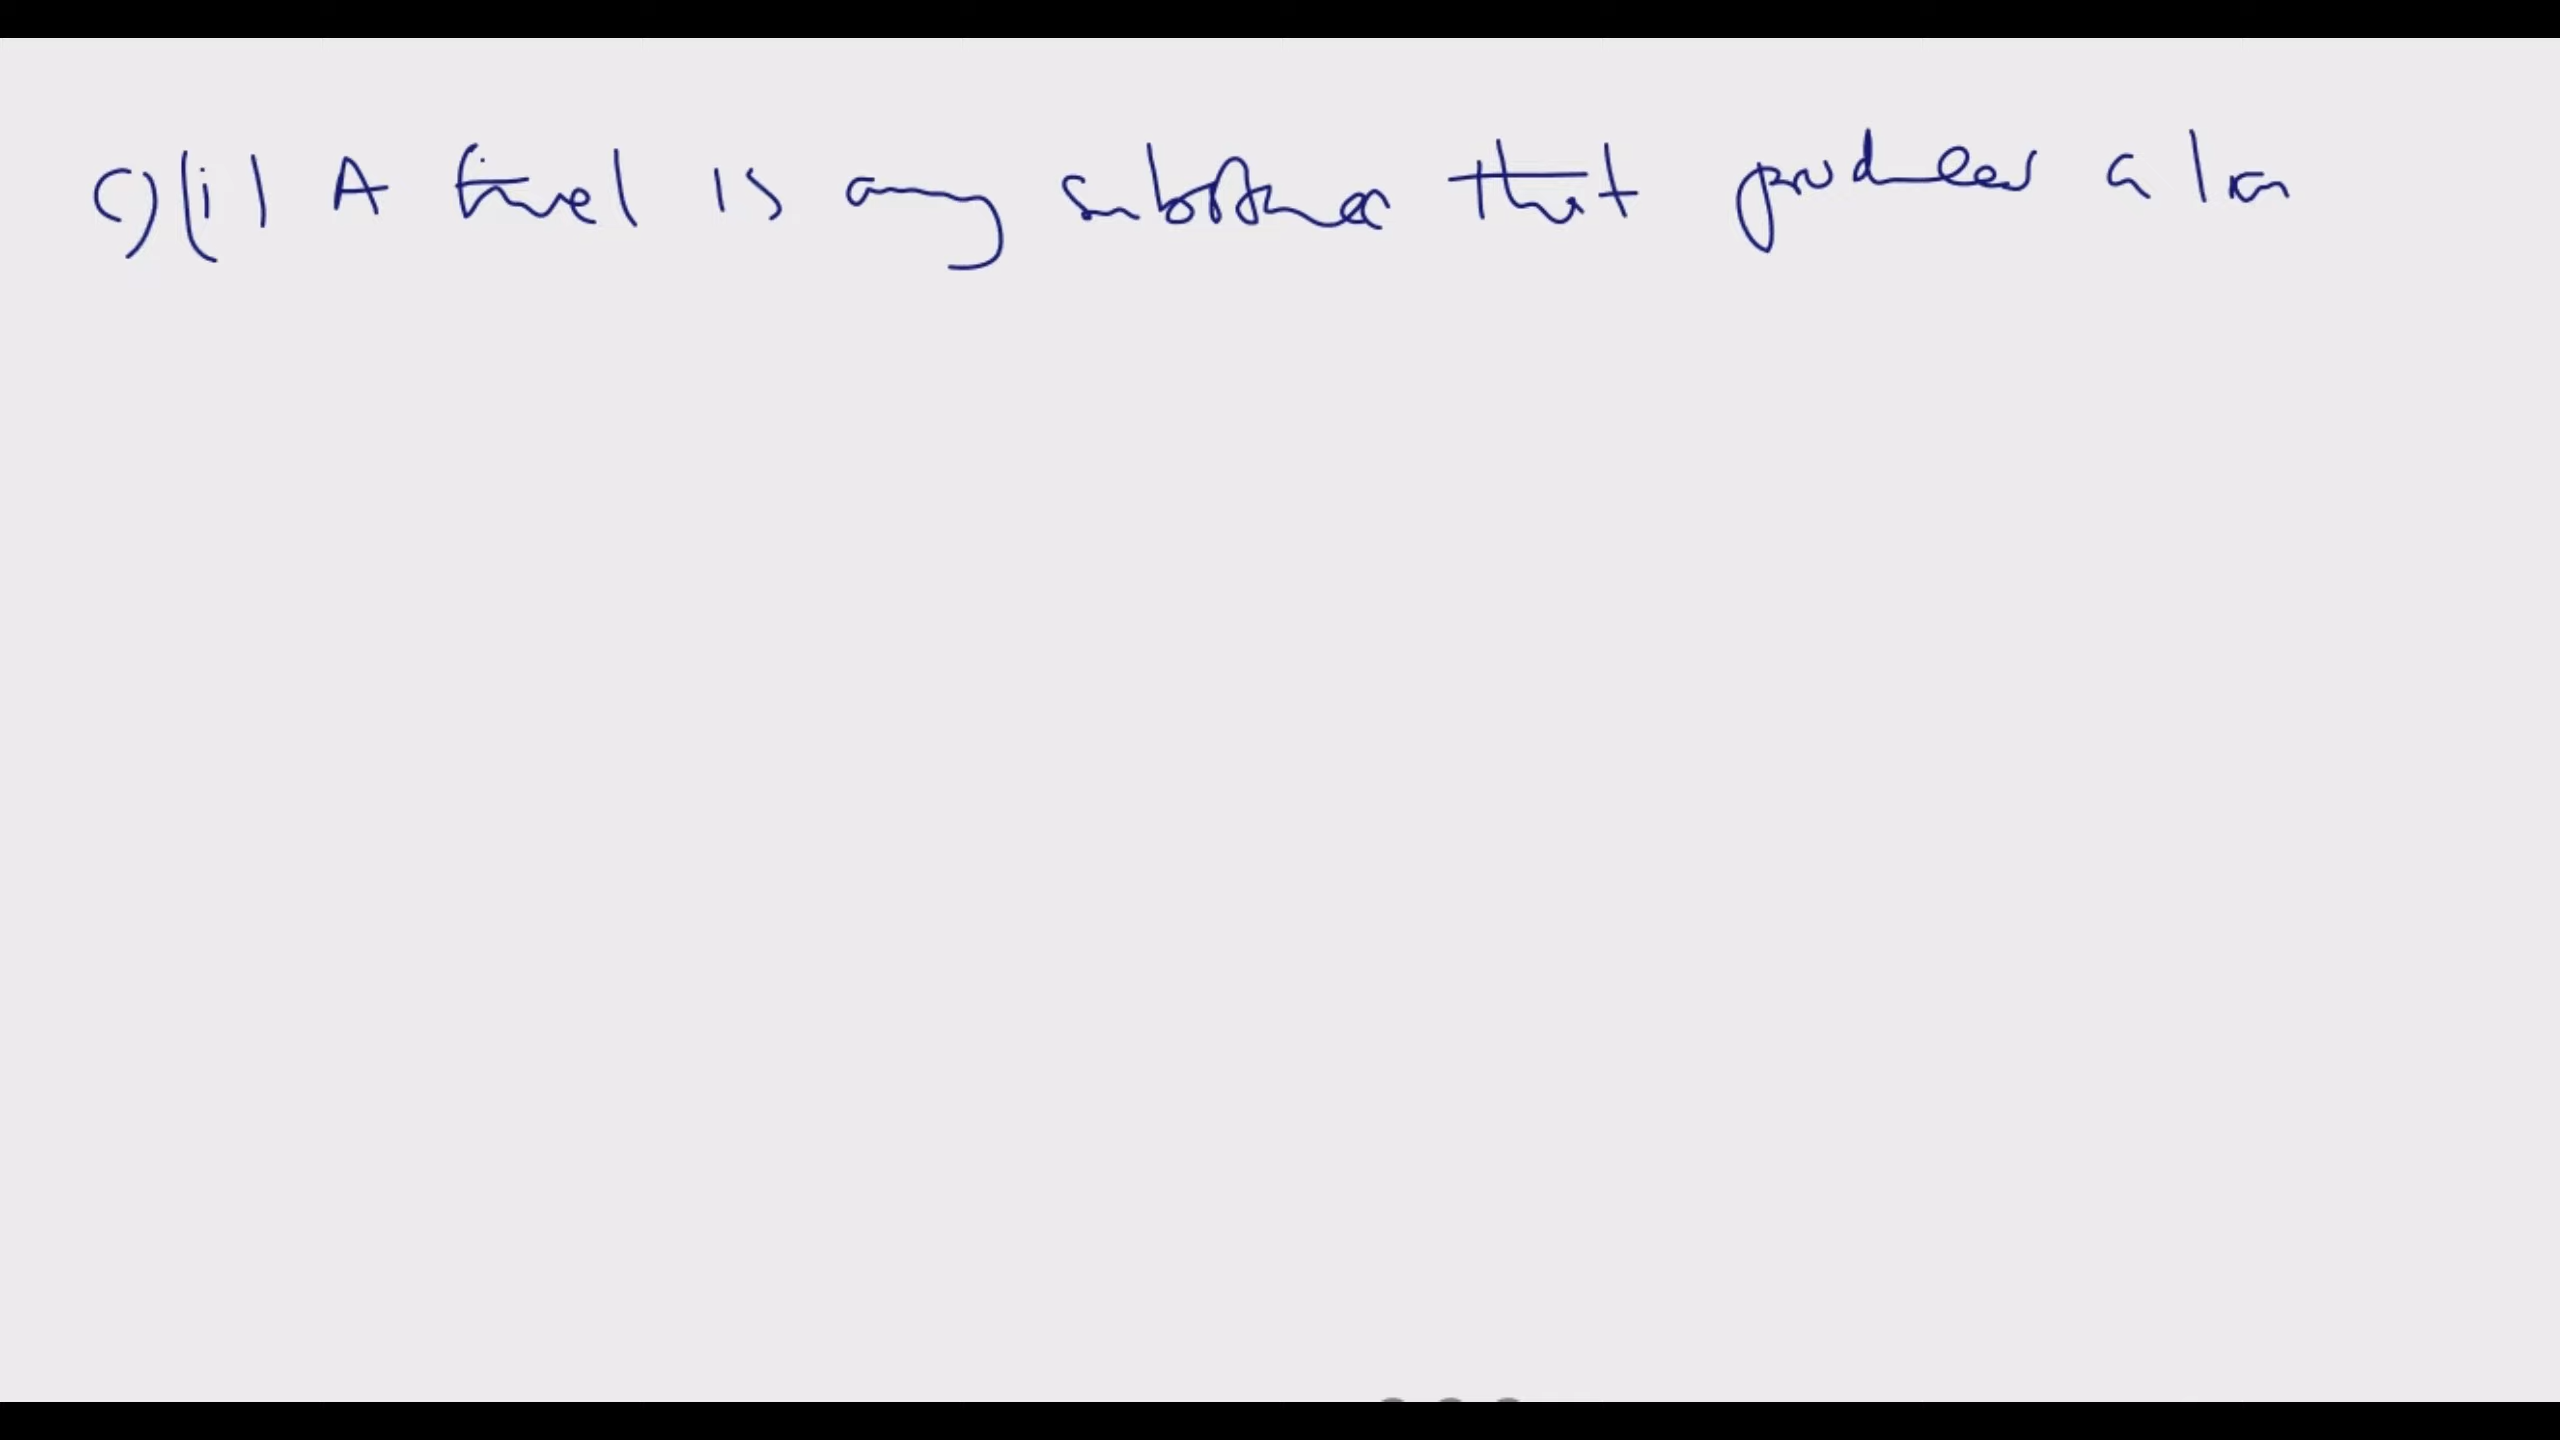 c)(i) A fuel is any substance that produces a